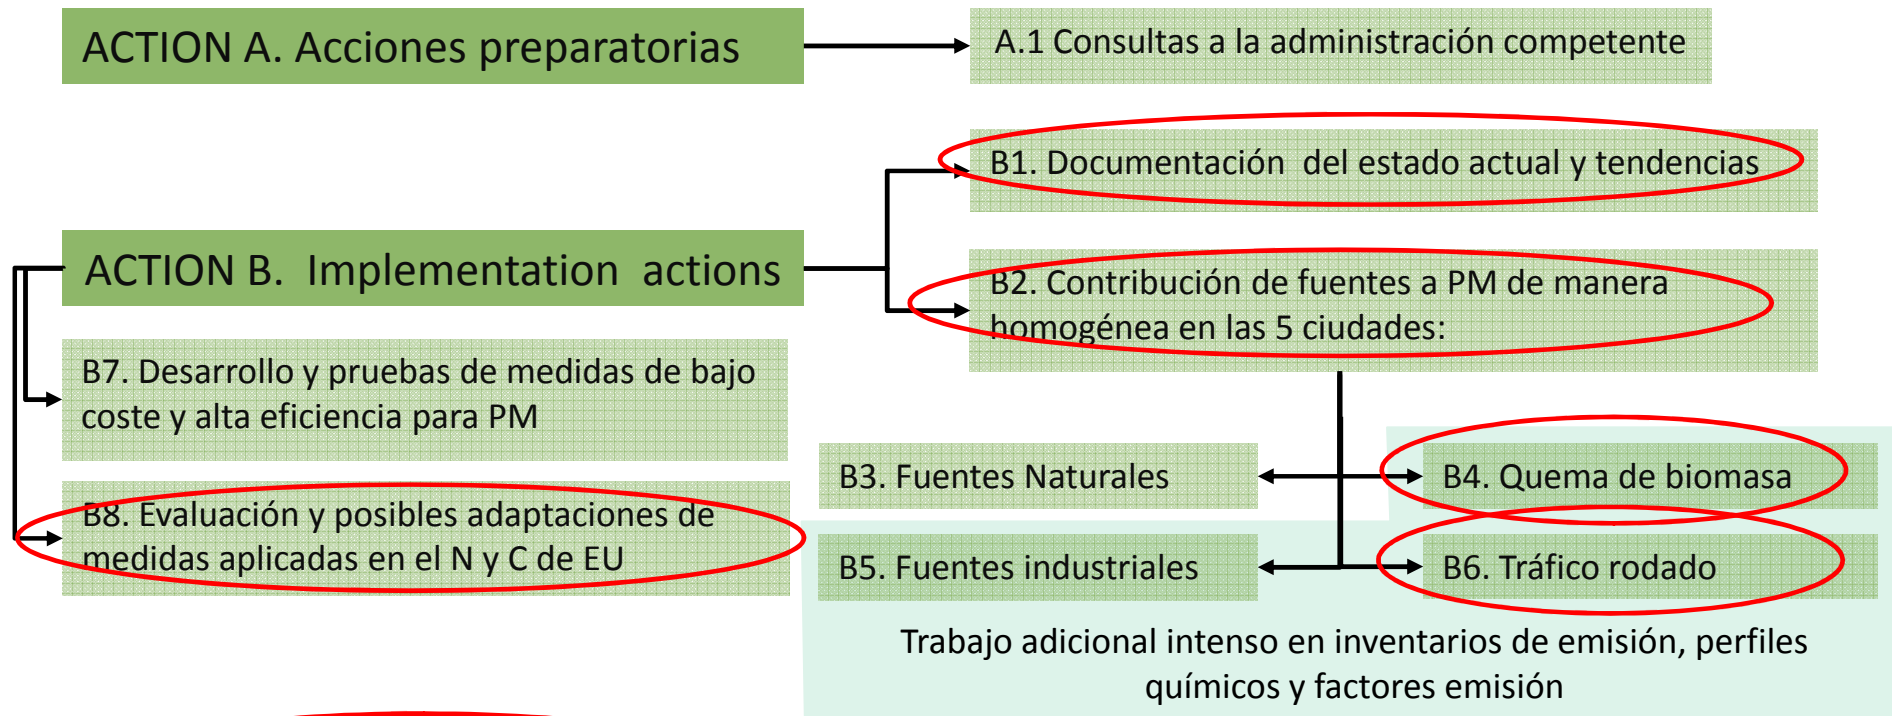 ACTION A. Acciones preparatorias
A.1 Consultas a la administración competente
B1. Documentación del estado actual y tendencias
ACTION B. Implementation actions
B2. Contribución de fuentes a PM de manera
homogénea en las 5 ciudades:
B7. Desarrollo y pruebas de medidas de bajo
coste y alta eficiencia para PM
B3. Fuentes Naturales
B4. Quema de biomasa
B8. Evaluación y posibles adaptaciones de
medidas aplicadas en el N y C de EU
B5. Fuentes industriales
B6. Tráfico rodado
Trabajo adicional intenso en inventarios de emisión, perfiles
químicos y factores emisión